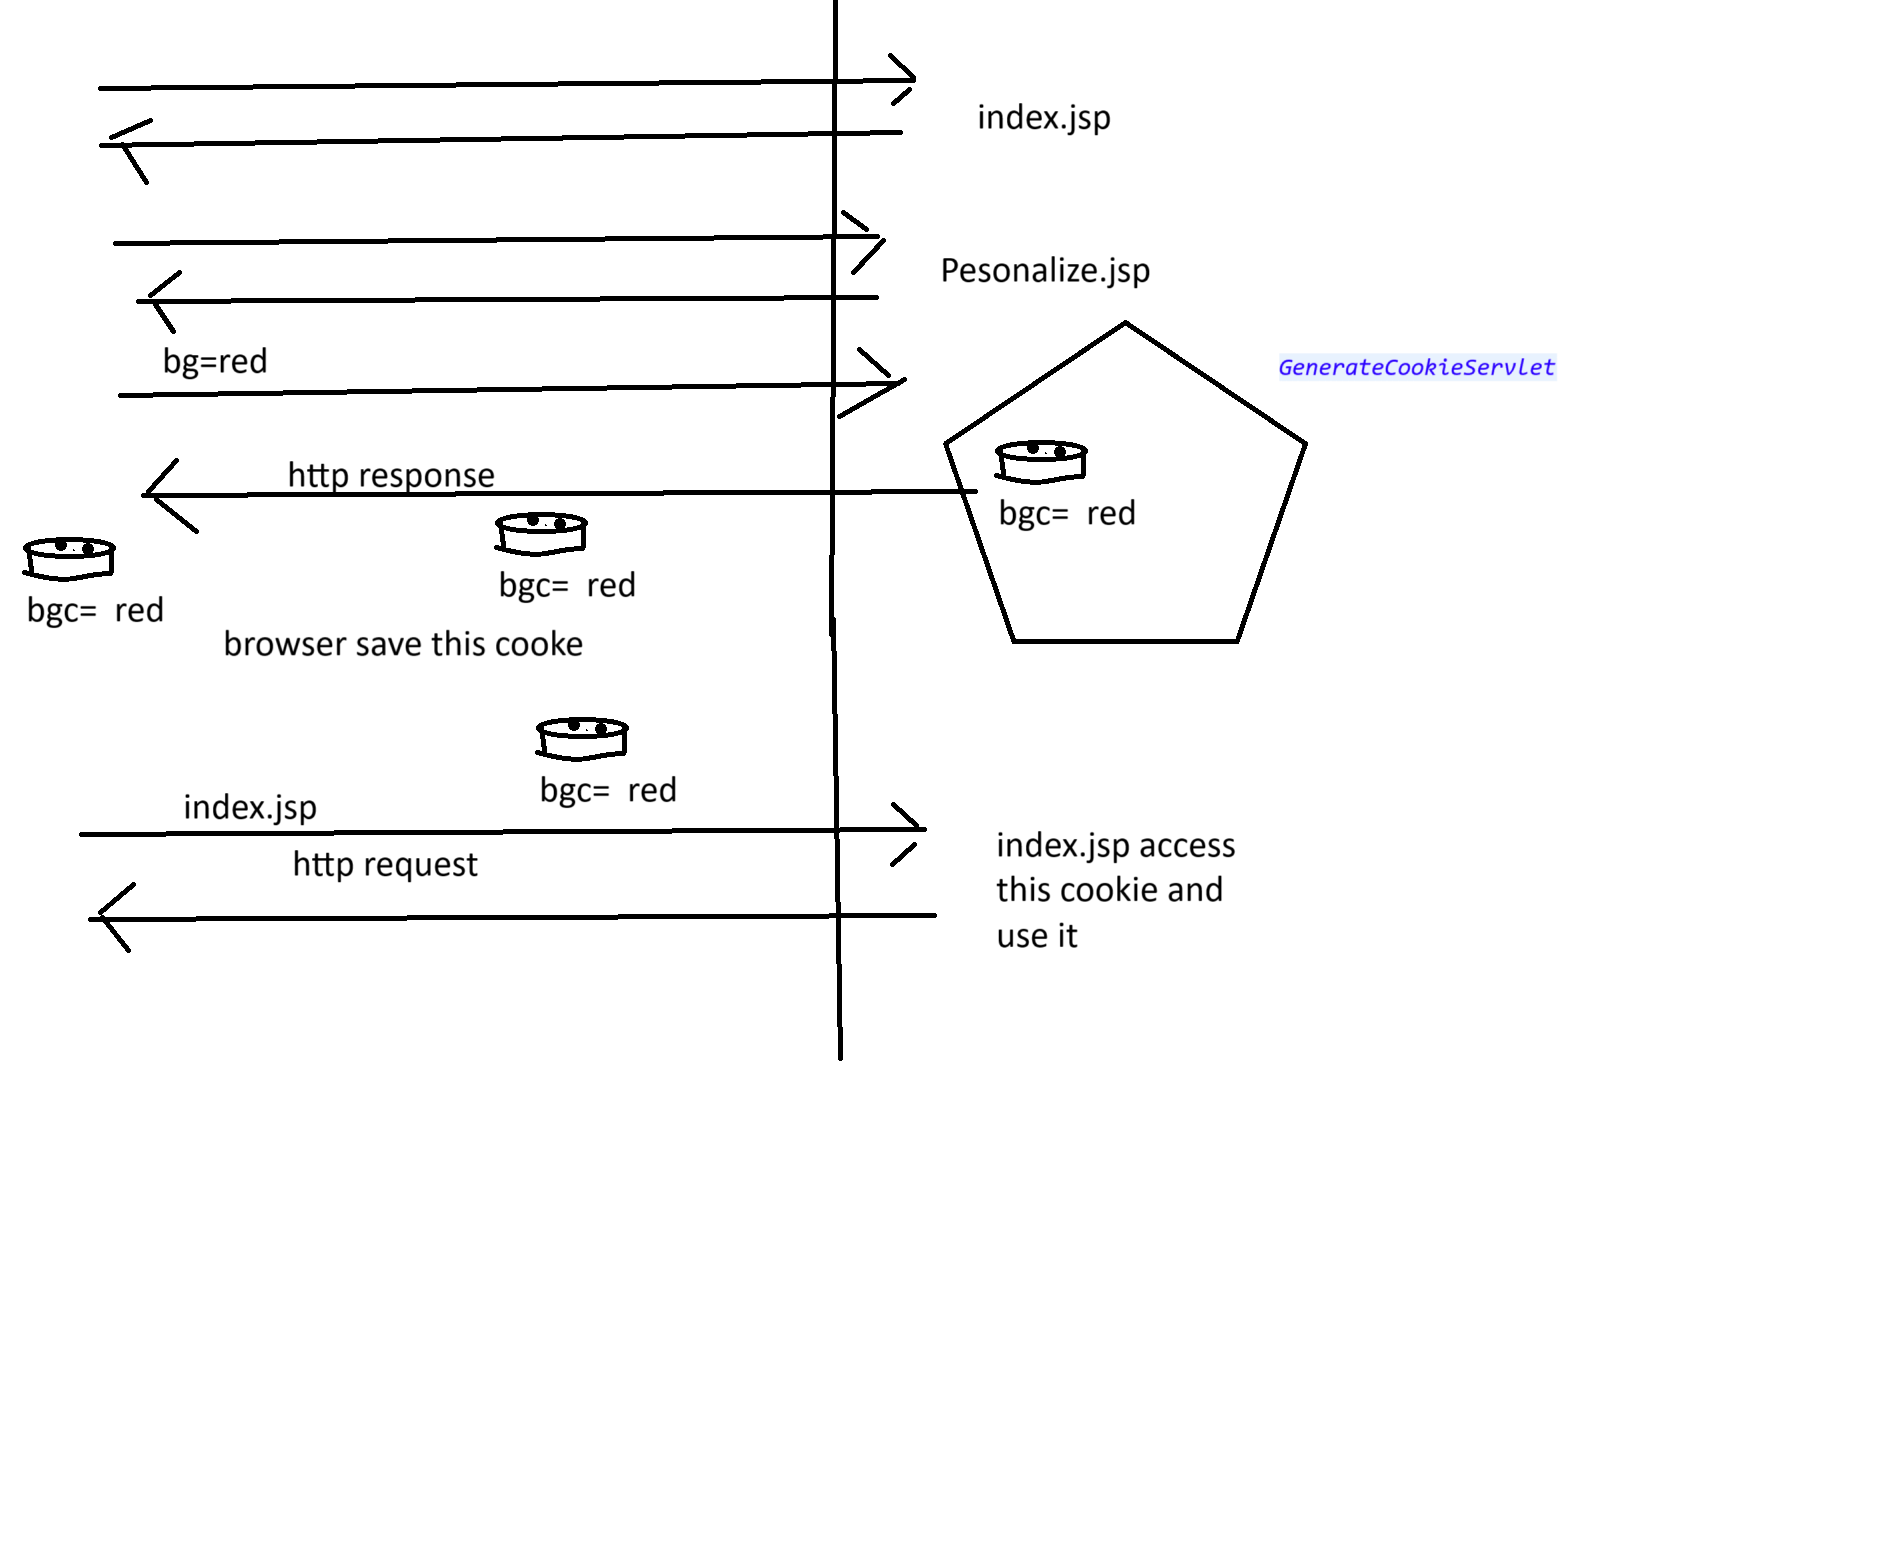 index.jsp
Pesonalize.jsp
bg=red
GenerateCookieServlet
http response
bgc=  red
bgc=  red
bgc=  red
browser save this cooke
bgc=  red
index.jsp
http request
index.jsp access
this cookie and
use it